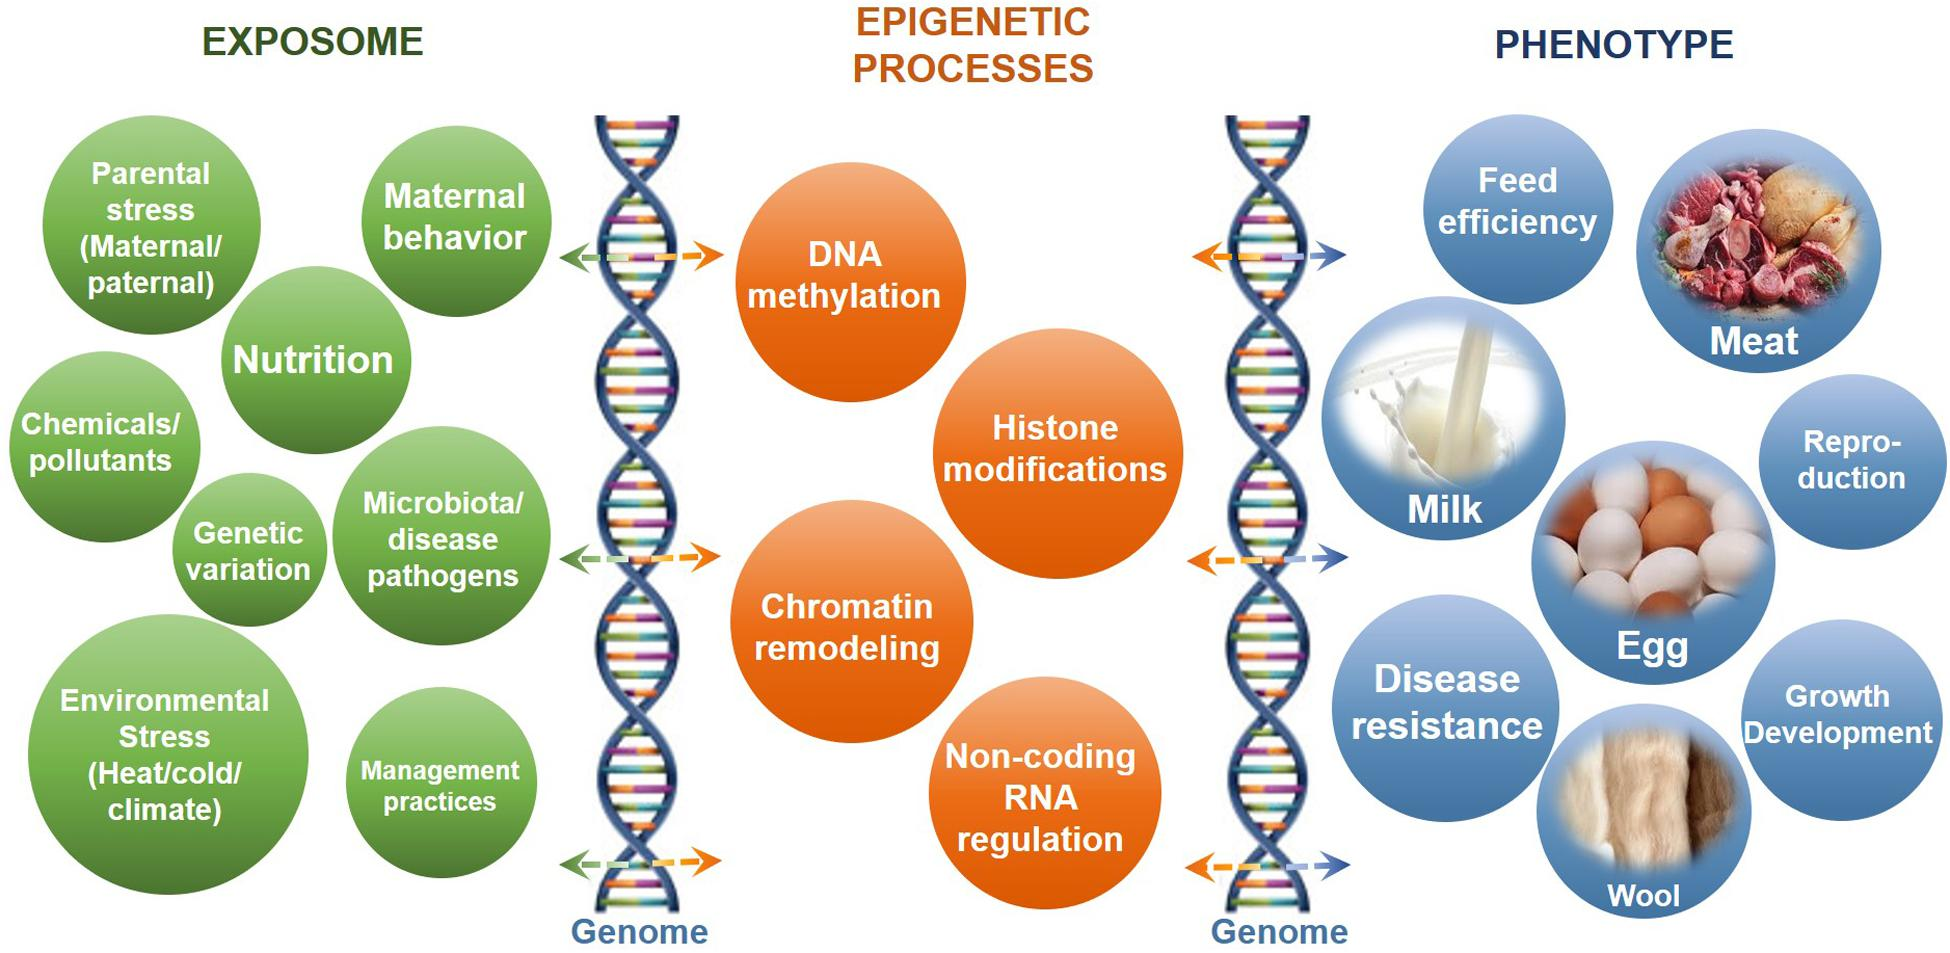 EXPOSOME
EPIGENETIC
PROCESSES
PHENOTYPE
Parental
stress
(Maternal/
paternal)
Maternal
behavior
Nutrition
Chemicals/
pollutants
Genetic
variation
Microbiota/
disease
pathogens
Environmental
Stress
(Heat/cold/
climate)
Management
practices
Genome
DNA
methylation
Histone
modifications
Chromatin
remodeling
Non-coding
RNA
regulation
Genome
Feed
efficiency
Meat
Milk
Repro-
duction
Egg
Disease
resistance
Growth
Development
Wool